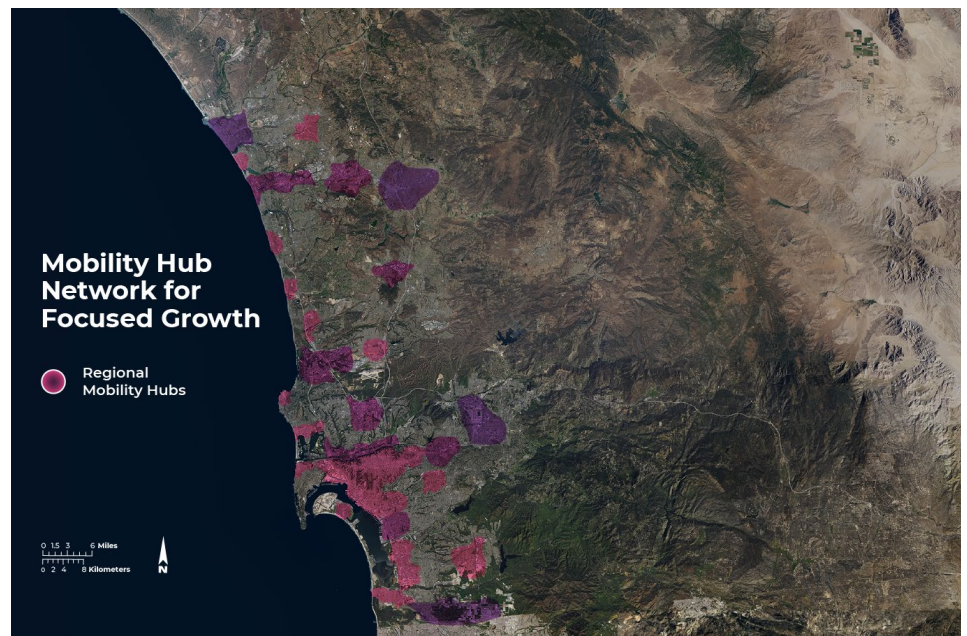 Mobility Hub
Network for
Focused Growth
Regional
Mobility Hubs
0 1.5 3 6 Miles
0 2 4 8 Kilometers
N